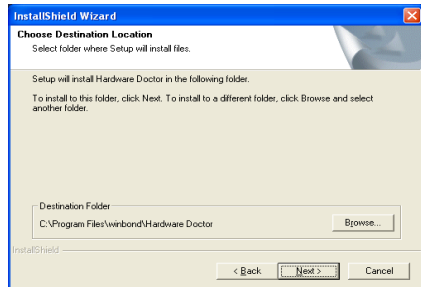 InstallShield Wizard
Choose Destination Location
Select folder where Setup will install files.
Setup will install Hardware Doctor in the following folder.
To install to this folder, click Next. To install to a different folder, click Browse and select
another folder.
Destination Folder
C:\Program Files\winbond\Hardware Doctor
Browse...
InstallShield
< Back
Next >
Cancel